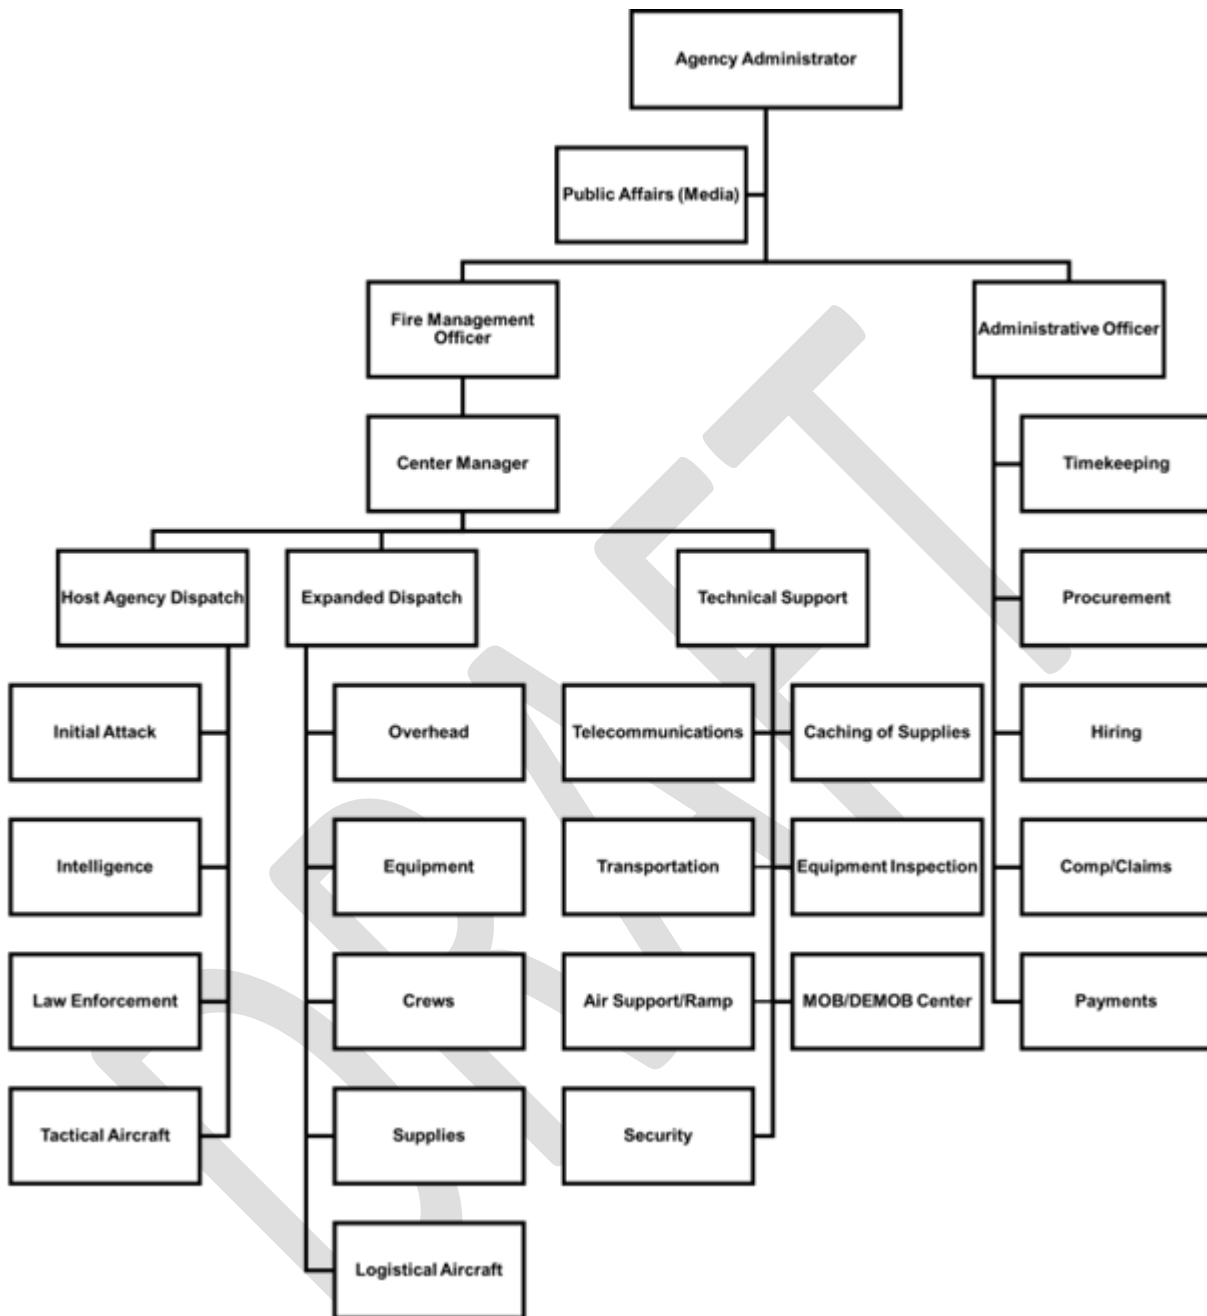 Agency Administrator
Public Affairs (Media)
Fire Management
Officer
Administrative Officer
Center Manager
Timekeeping
Host Agency Dispatch
Expanded Dispatch
Technical Support
Procurement
Initial Attack
Overhead
Telecommunications
Caching of Supplies
Hiring
Intelligence
Equipment
Transportation
Equipment Inspection
Comp/Claims
Law Enforcement
Crews
Air Support/Ramp
MOB/DEMOB Center
Payments
Tactical Aircraft
Supplies
Security
Logistical Aircraft
DRAFT